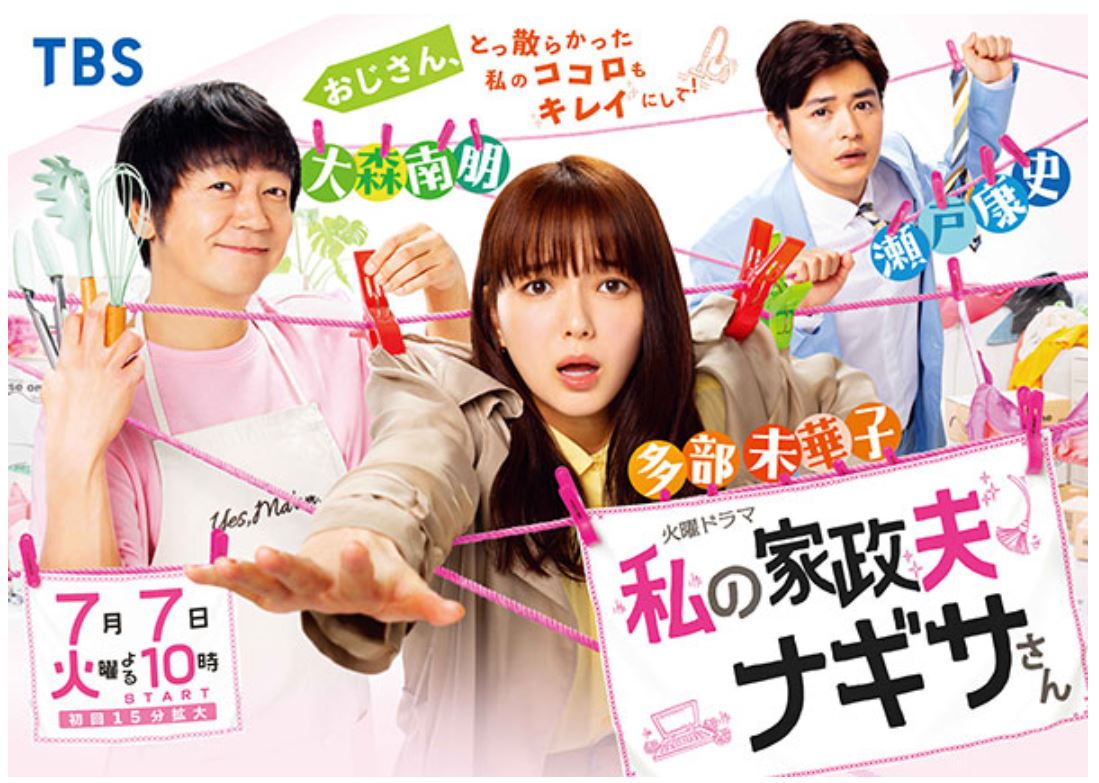 TBS
おじさん、
とっ散らかった
私のココロも
キレイにして!
大森南朋
瀬戸康史
多部未華子
Yes, Ma
火曜ドラマ
私の家政夫
ナギサさん
7月7日
火曜よる10時
START
初回15分拡大